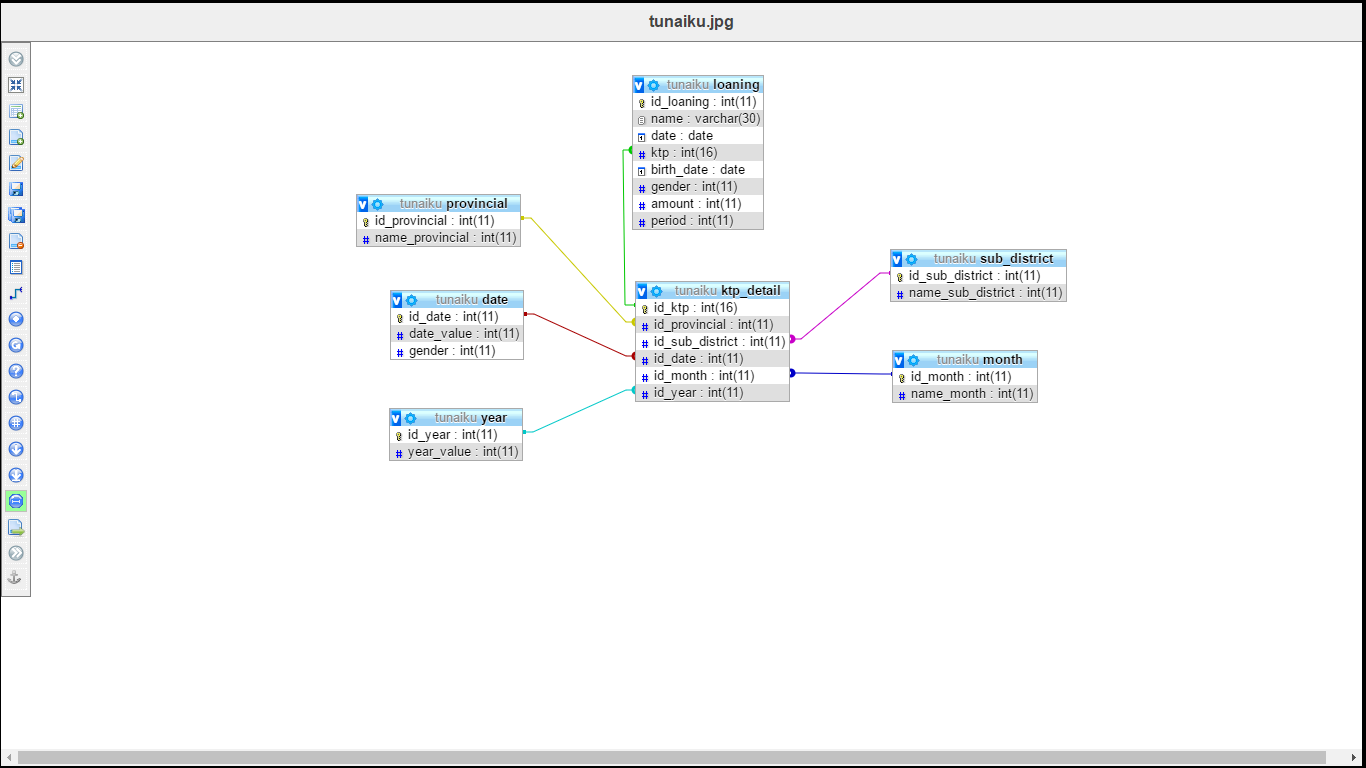 tunaiku.jpg
tunaiku loaning
id_loaning : int(11)
name : varchar(30)
date : date
ktp : int(16)
birth_date : date
gender : int(11)
amount : int(11)
period : int(11)
tunaiku provincial
id_provincial : int(11)
name_provincial : int(11)
tunaiku sub_district
id_sub_district : int(11)
name_sub_district : int(11)
tunaiku date
id_date : int(11)
date_value : int(11)
gender : int(11)
tunaiku ktp_detail
id_ktp : int(16)
id_provincial : int(11)
id_sub_district : int(11)
id_date : int(11)
id_month : int(11)
id_year : int(11)
tunaiku month
id_month : int(11)
name_month : int(11)
tunaiku year
id_year : int(11)
year_value : int(11)